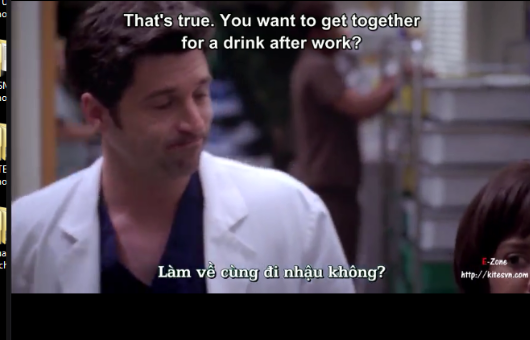 That's true. You want to get together
for a drink after work?
Làm về cùng đi nhậu không?
E-Zone
http://kitesvn.com